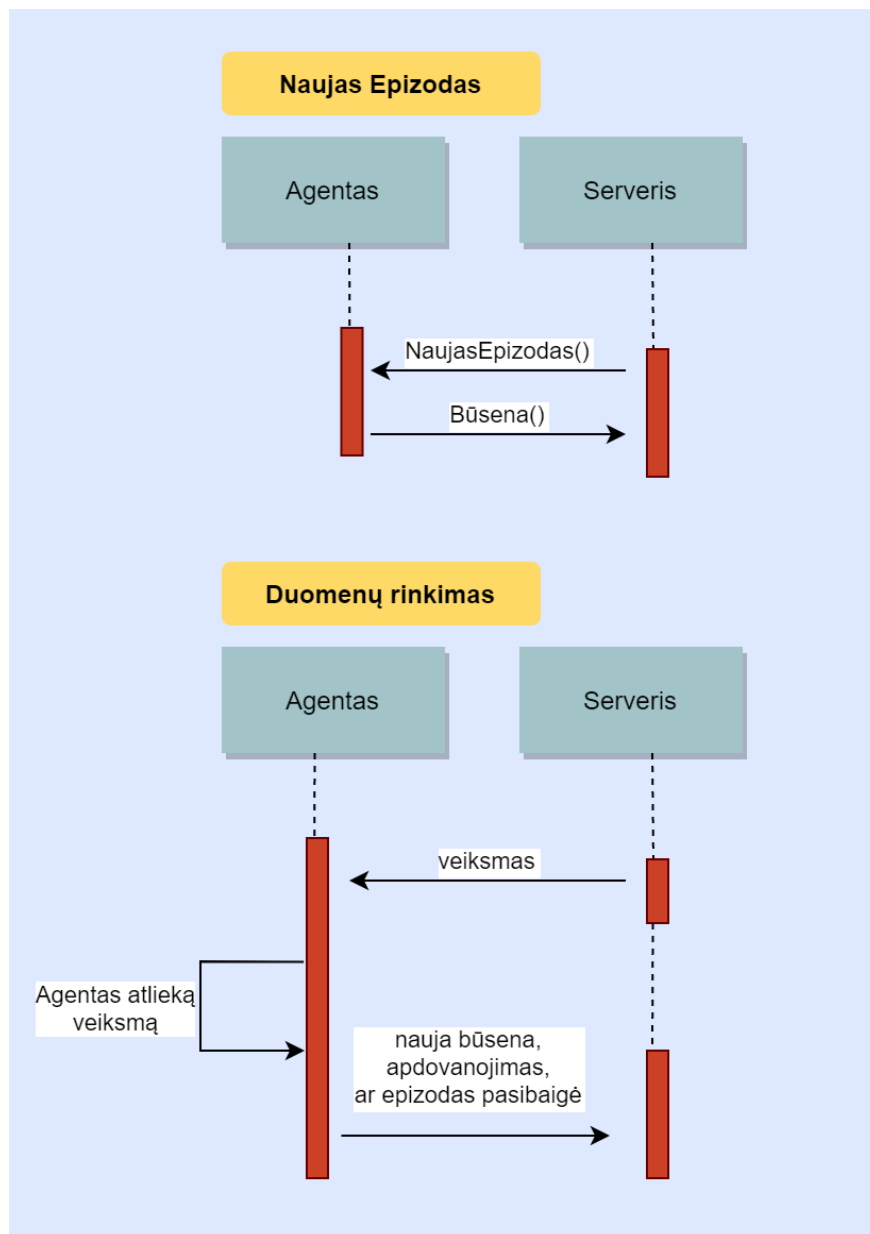 Naujas Epizodas
Agentas
Serveris
NaujasEpizodas()
Būsena()
Duomenų rinkimas
Agentas
Serveris
veiksmas
Agentas atlieką
veiksmą
nauja būsena,
apdovanojimas,
ar epizodas pasibaigė